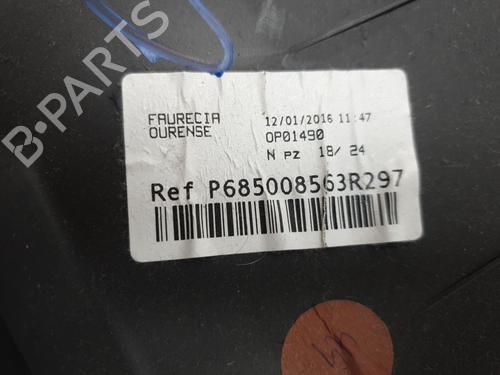 B-PARTS
FAURECIA 12/01/2016 11:47
OURENSE OP01490
N pz 18/ 24
Ref P685008563R297